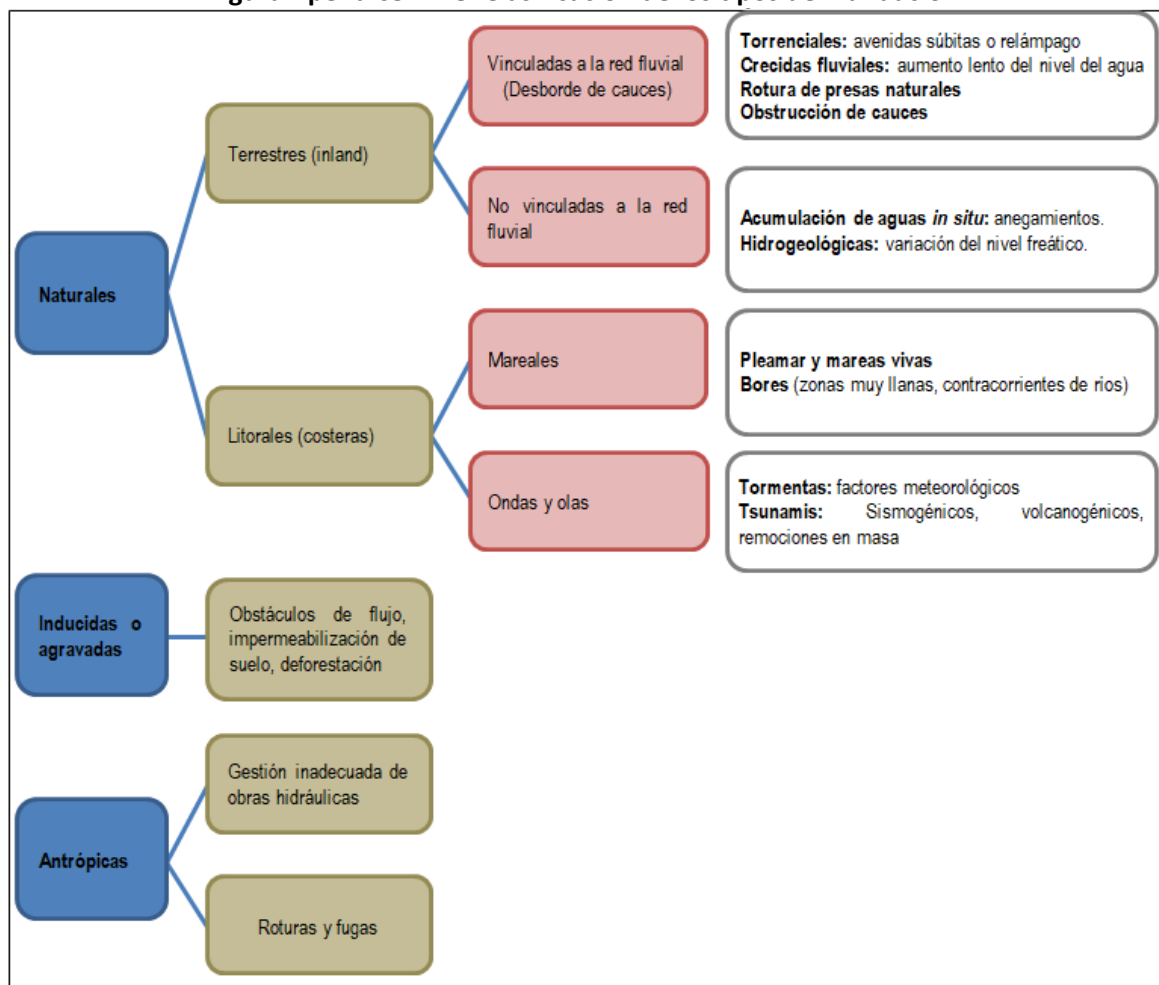 Vinculadas a la red fluvial
(Desborde de cauces)
Torrenciales: avenidas súbitas o relámpago
Crecidas fluviales: aumento lento del nivel del agua
Rotura de presas naturales
Obstrucción de cauces
Terrestres (inland)
No vinculadas a la red
fluvial
Acumulación de aguas in situ: anegamientos.
Hidrogeológicas: variación del nivel freático.
Naturales
Mareales
Pleamar y mareas vivas
Bores (zonas muy llanas, contracorrientes de ríos)
Litorales (costeras)
Ondas y olas
Tormentas: factores meteorológicos
Tsunamis: Sismogénicos, volcanogénicos,
remociones en masa
Inducidas o
agravadas
Obstáculos de flujo,
impermeabilización de
suelo, deforestación
Gestión inadecuada de
obras hidráulicas
Antrópicas
Roturas y fugas